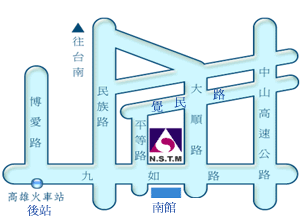 往台南
博愛路
民族路
覺民路
平等路
大順路
中山高速公路
N.S.T.M
九如路
高雄火車站
後站
南館